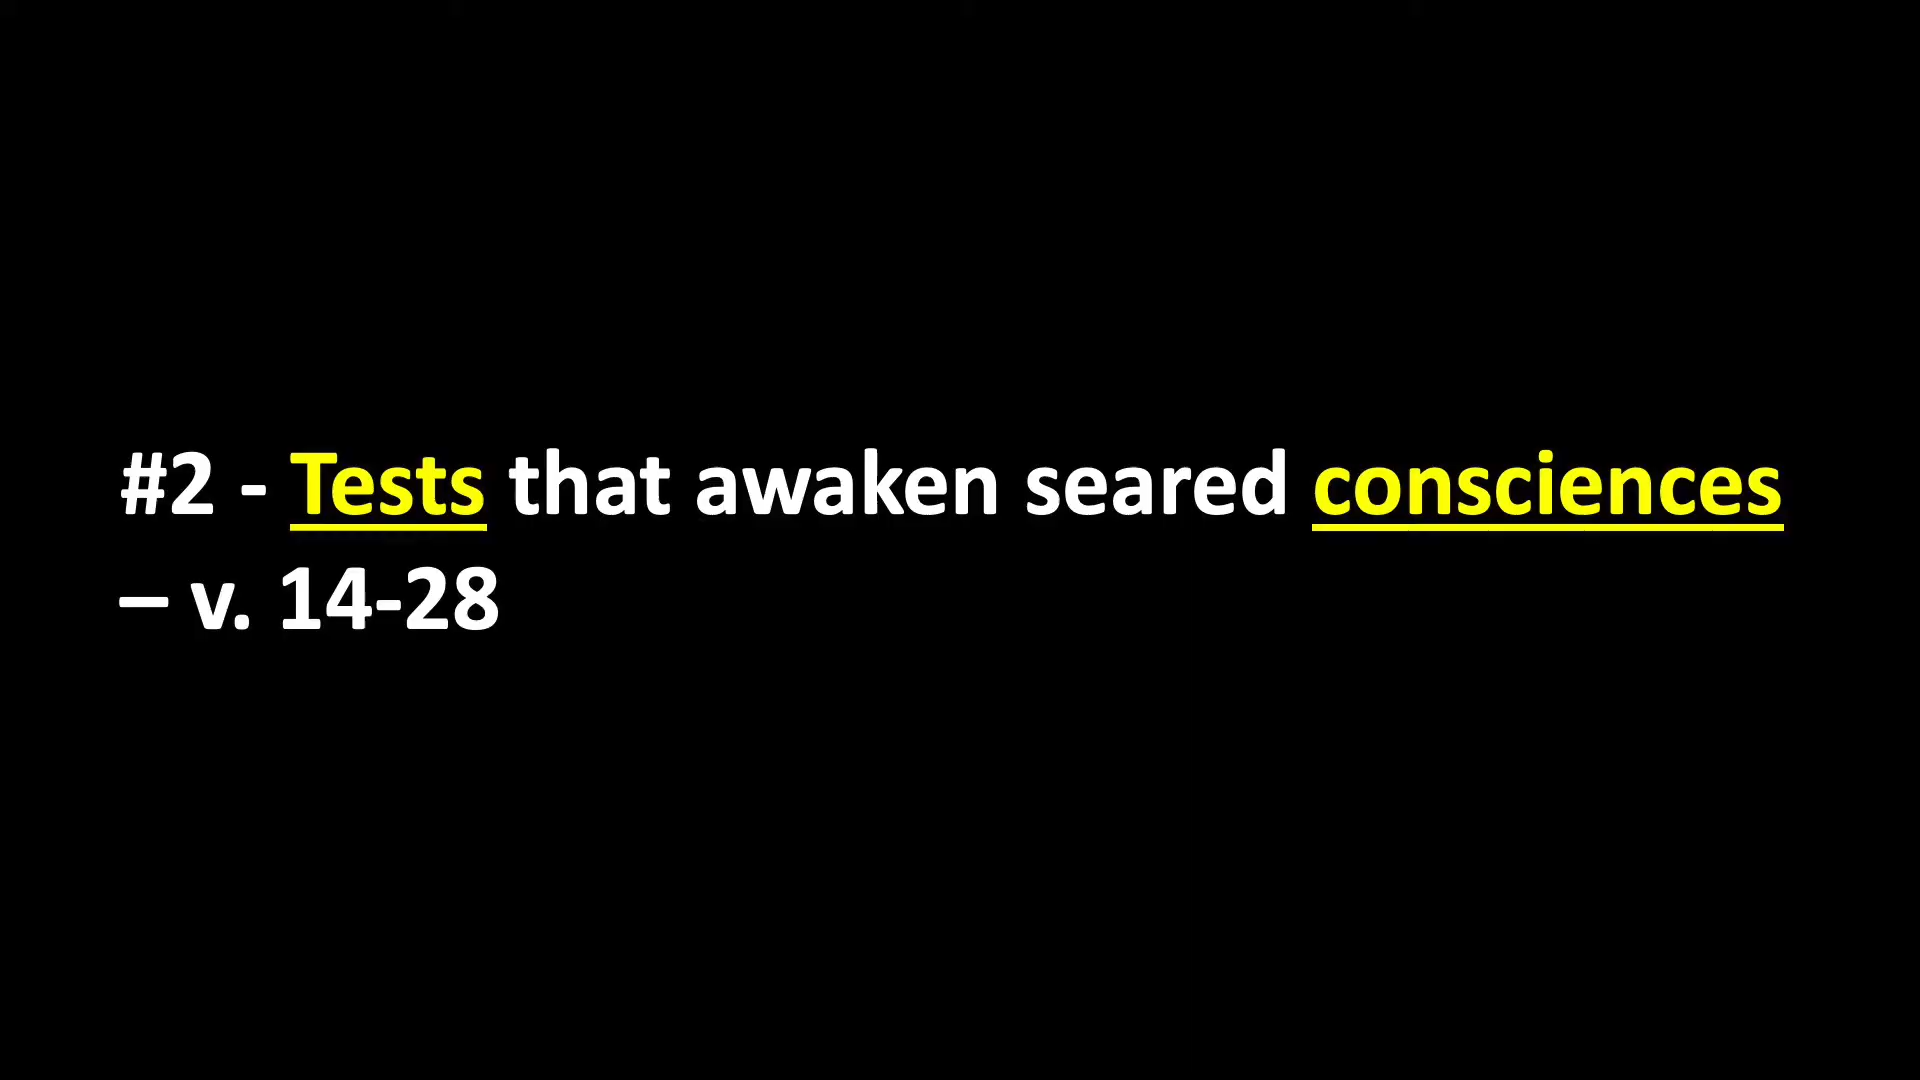 #2 - Tests that awaken seared consciences
– v. 14-28